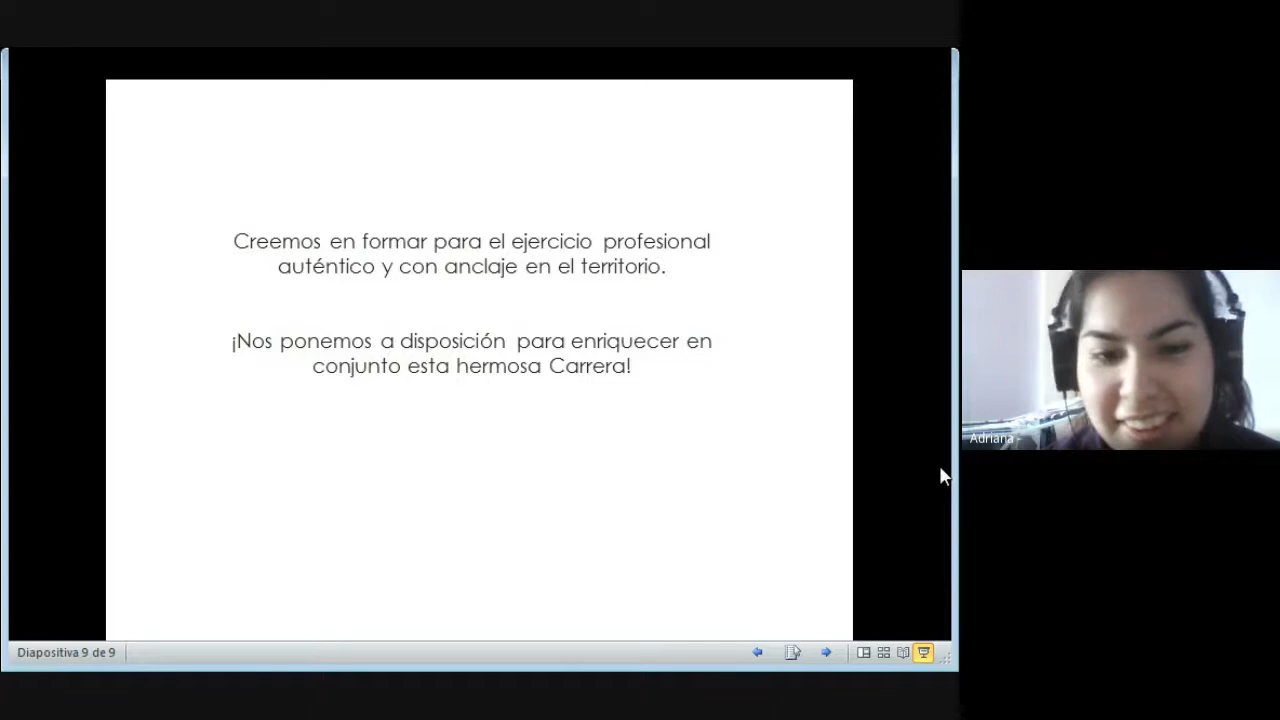 Creemos en formar para el ejercicio profesional
auténtico y con anclaje en el territorio.
¡Nos ponemos a disposición para enriquecer en
conjunto esta hermosa Carrera!
Adriana -
Diapositiva 9 de 9